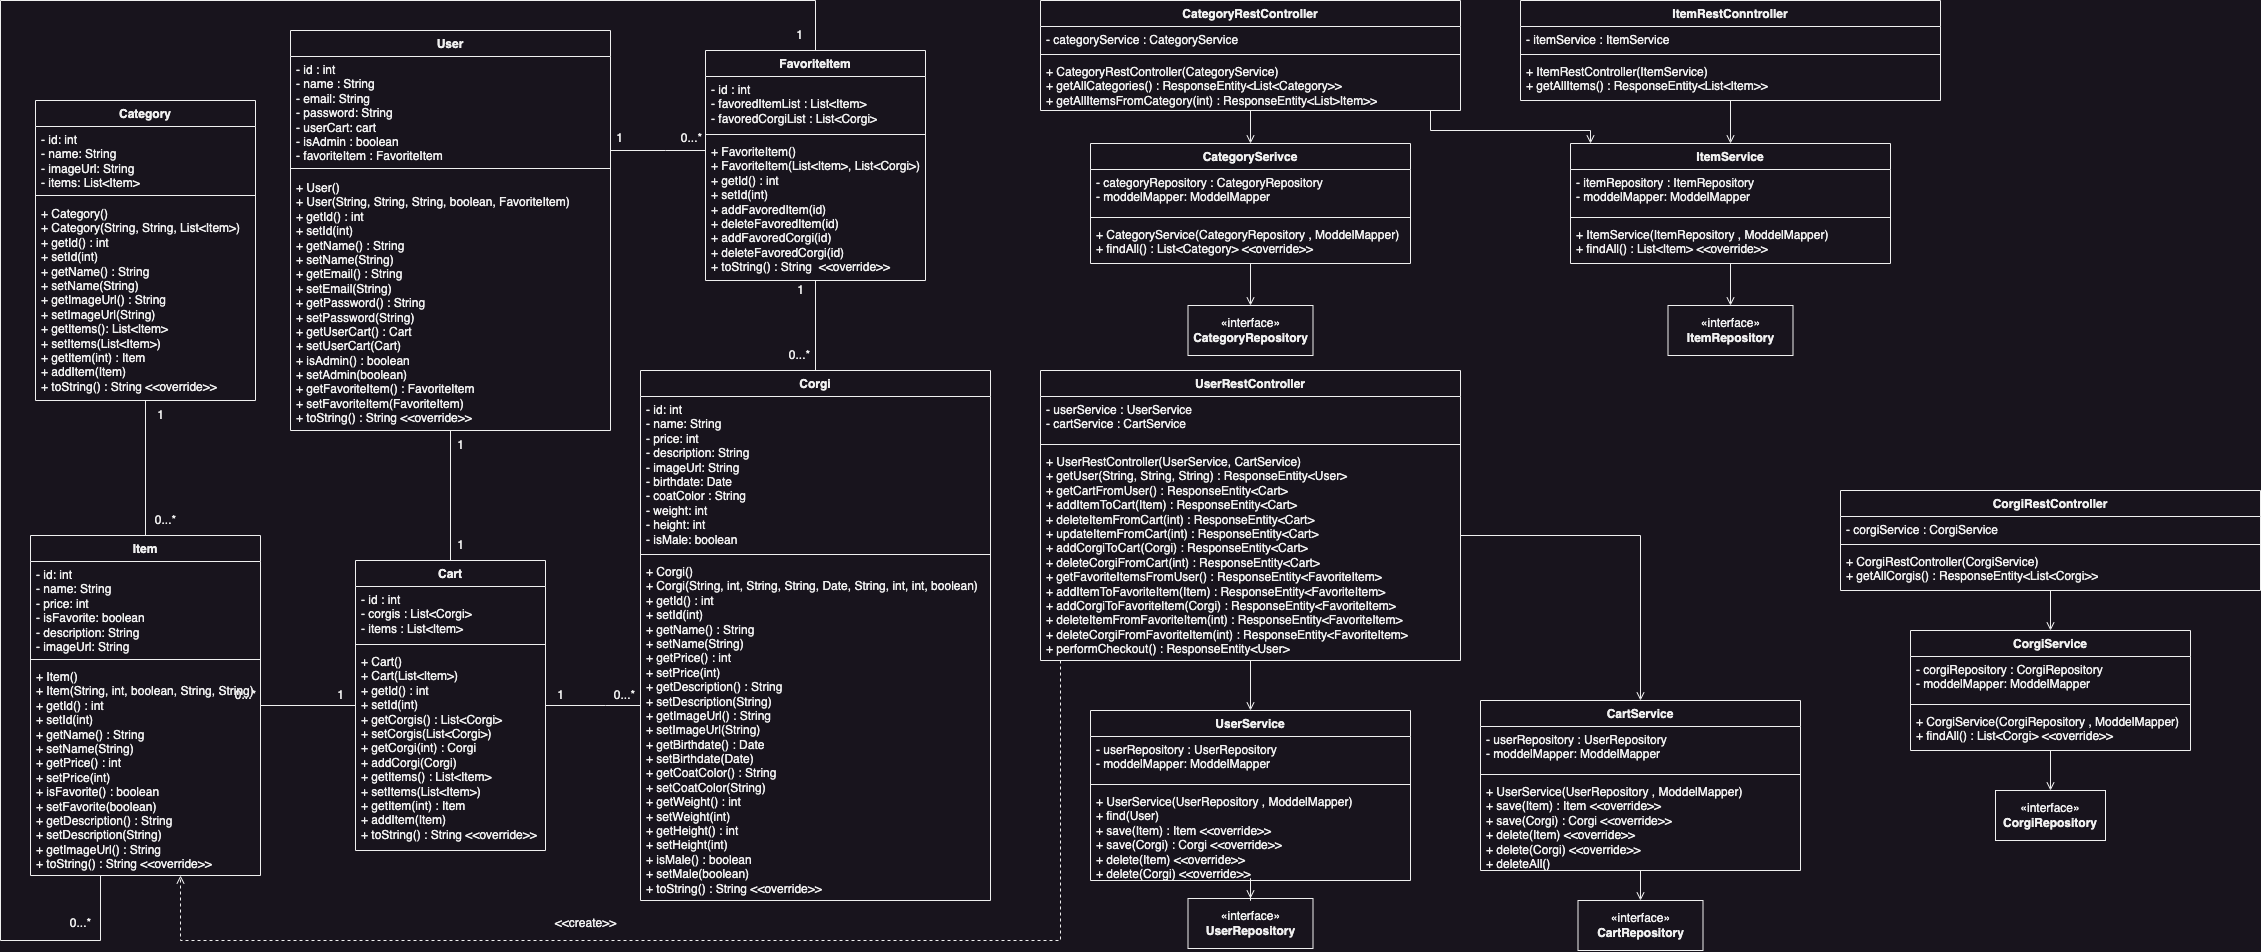 Category
- id: int
- name: String
- imageUrl: String
- items: List<Item>
+ Category()
+ Category(String, String, List<Item>)
+ getId() : int
+ setId(int)
+ getName() : String
+ setName(String)
+ getImageUrl() : String
+ setImageUrl(String)
+ getItems(): List<Item>
+ setItems(List<Item>)
+ getItem(int) : Item
+ addItem(Item)
+ toString() : String <<override>>
1
0...*
User
- id : int
- name : String
- email: String
- password: String
- userCart: cart
- isAdmin : boolean
- favoriteItem : FavoriteItem
+ User()
+ User(String, String, String, boolean, FavoriteItem)
+ getId() : int
+ setId(int)
+ getName() : String
+ setName(String)
+ getEmail() : String
+ setEmail(String)
+ getPassword() : String
+ setPassword(String)
+ getUserCart() : Cart
+ setUserCart(Cart)
+ isAdmin() : boolean
+ setAdmin(boolean)
+ getFavoriteItem() : FavoriteItem
+ setFavoriteItem(FavoriteItem)
+ toString() : String <<override>>
1
0...*
1
1
1
FavoriteItem
- id : int
- favoredItemList : List<Item>
- favoredCorgiList : List<Corgi>
+ FavoriteItem()
+ FavoriteItem(List<Item>, List<Corgi>)
+ getId() : int
+ setId(int)
+ addFavoredItem(id)
+ deleteFavoredItem(id)
+ addFavoredCorgi(id)
+ deleteFavoredCorgi(id)
+ toString() : String <<override>>
1
0...*
Item
- id: int
- name: String
- price: int
- isFavorite: boolean
- description: String
- imageUrl: String
+ Item()
+ Item(String, int, boolean, String, String)
+ getId() : int
+ setId(int)
+ getName() : String
+ setName(String)
+ getPrice() : int
+ setPrice(int)
+ isFavorite() : boolean
+ setFavorite(boolean)
+ getDescription() : String
+ setDescription(String)
+ getImageUrl() : String
+ toString() : String <<override>>
0...*
1
0...*
Cart
- id : int
- corgis : List<Corgi>
- items : List<Item>
+ Cart()
+ Cart(List<Item>)
+ getId() : int
+ setId(int)
+ getCorgis() : List<Corgi>
+ setCorgis(List<Corgi>)
+ getCorgi(int) : Corgi
+ addCorgi(Corgi)
+ getItems() : List<Item>
+ setItems(List<Item>)
+ getItem(int) : Item
+ addItem(Item)
+ toString() : String <<override>>
1
0...*
Corgi
- id: int
- name: String
- price: int
- description: String
- imageUrl: String
- birthdate: Date
- coatColor : String
- weight: int
- height: int
- isMale: boolean
+ Corgi()
+ Corgi(String, int, String, String, Date, String, int, int, boolean)
+ getId() : int
+ setId(int)
+ getName() : String
+ setName(String)
+ getPrice() : int
+ setPrice(int)
+ getDescription() : String
+ setDescription(String)
+ getImageUrl() : String
+ setImageUrl() : String
+ getBirthdate() : Date
+ setBirthdate(Date)
+ getCoatColor() : String
+ setCoatColor(String)
+ getWeight() : int
+ setWeight(int)
+ getHeight() : int
+ setHeight(int)
+ isMale() : boolean
+ setMale(boolean)
+ toString() : String <<override>>
<<create>>
CategoryRestController
- categoryService : CategoryService
+ CategoryRestController(CategoryService)
+ getAllCategories() : ResponseEntity<List<Category>>
+ getAllItemsFromCategory(int) : ResponseEntity<List>Item>>
ItemRestConntroller
- itemService : ItemService
+ ItemRestController(ItemService)
+ getAllItems() : ResponseEntity<List<Item>>
CategorySerivce
- categoryRepository : CategoryRepository
- moddelMapper: ModdelMapper
+ CategoryService(CategoryRepository , ModdelMapper)
+ findAll() : List<Category> <<override>>
ItemService
- itemRepository : ItemRepository
- moddelMapper: ModdelMapper
+ ItemService(ItemRepository , ModdelMapper)
+ findAll() : List<Item> <<override>>
«interface»
CategoryRepository
«interface»
ItemRepository
UserRestController
- userService : UserService
- cartService : CartService
+ UserRestController(UserService, CartService)
+ getUser(String, String, String) : ResponseEntity<User>
+ getCartFromUser() : ResponseEntity<Cart>
+ addItemToCart(Item) : ResponseEntity<Cart>
+ deleteItemFromCart(int) : ResponseEntity<Cart>
+ updateItemFromCart(int) : ResponseEntity<Cart>
+ addCorgiToCart(Corgi) : ResponseEntity<Cart>
+ deleteCorgiFromCart(int) : ResponseEntity<Cart>
+ getFavoriteItemsFromUser() : ResponseEntity<FavoriteItem>
+ addItemToFavoriteItem(Item) : ResponseEntity<FavoriteItem>
+ addCorgiToFavoriteItem(Corgi) : ResponseEntity<FavoriteItem>
+ deleteItemFromFavoriteItem(int) : ResponseEntity<FavoriteItem>
+ deleteCorgiFromFavoriteItem(int) : ResponseEntity<FavoriteItem>
+ performCheckout() : ResponseEntity<User>
CorgiRestController
- corgiService : CorgiService
+ CorgiRestController(CorgiService)
+ getAllCorgis() : ResponseEntity<List<Corgi>>
CorgiService
- corgiRepository : CorgiRepository
- moddelMapper: ModdelMapper
+ CorgiService(CorgiRepository , ModdelMapper)
+ findAll() : List<Corgi> <<override>>
«interface»
CorgiRepository
UserService
- userRepository : UserRepository
- moddelMapper: ModdelMapper
+ UserService(UserRepository , ModdelMapper)
+ find(User)
+ save(Item) : Item <<override>>
+ save(Corgi) : Corgi <<override>>
+ delete(Item) <<override>>
+ delete(Corgi) <<override>>
«interface»
UserRepository
CartService
- userRepository : UserRepository
- moddelMapper: ModdelMapper
+ UserService(UserRepository , ModdelMapper)
+ save(Item) : Item <<override>>
+ save(Corgi) : Corgi <<override>>
+ delete(Item) <<override>>
+ delete(Corgi) <<override>>
+ deleteAll()
«interface»
CartRepository